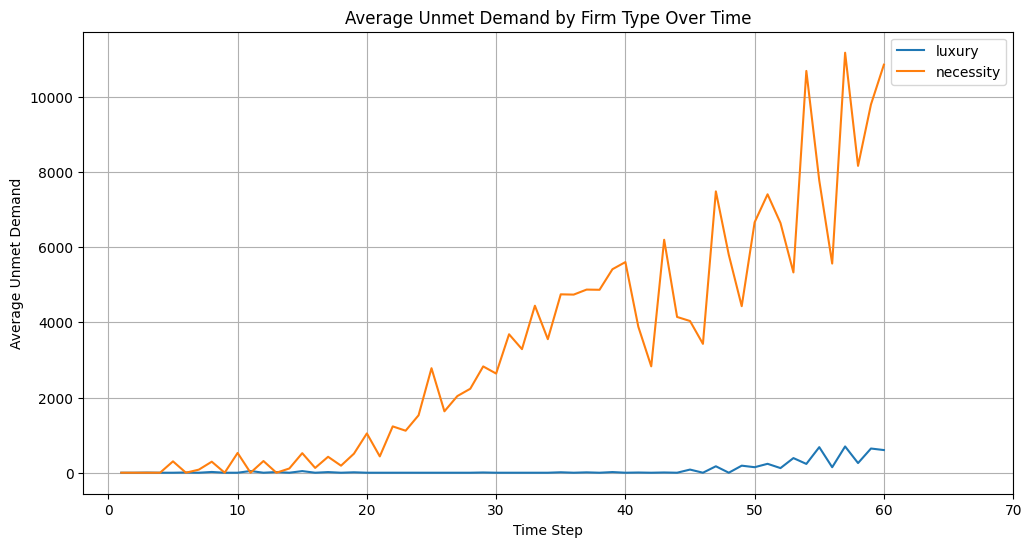 Average Unmet Demand by Firm Type Over Time
luxury
necessity
Average Unmet Demand
10000
8000
6000
4000
2000
0
0 10 20 30 40 50 60 70
Time Step